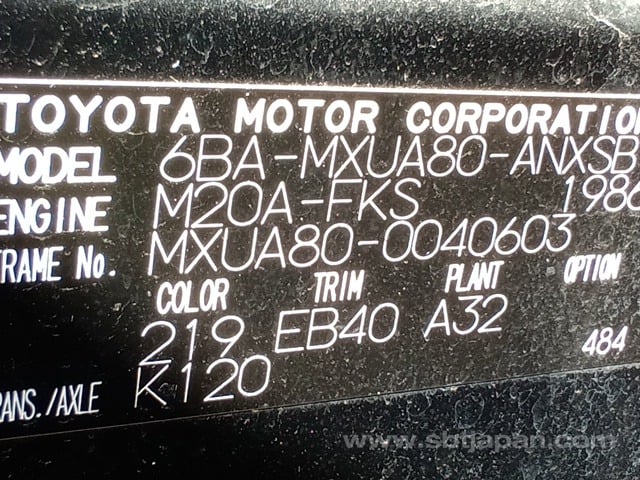 TOYOTA MOTOR CORPORATION
MODEL 6BA-MXUA80-ANXSB
ENGINE M20A-FKS 1986
FRAME No. MXUA80-0040603
COLOR TRIM PLANT OPTION
219 EB40 A32 484
TRANS./AXLE K120
www.sbtjapan.com